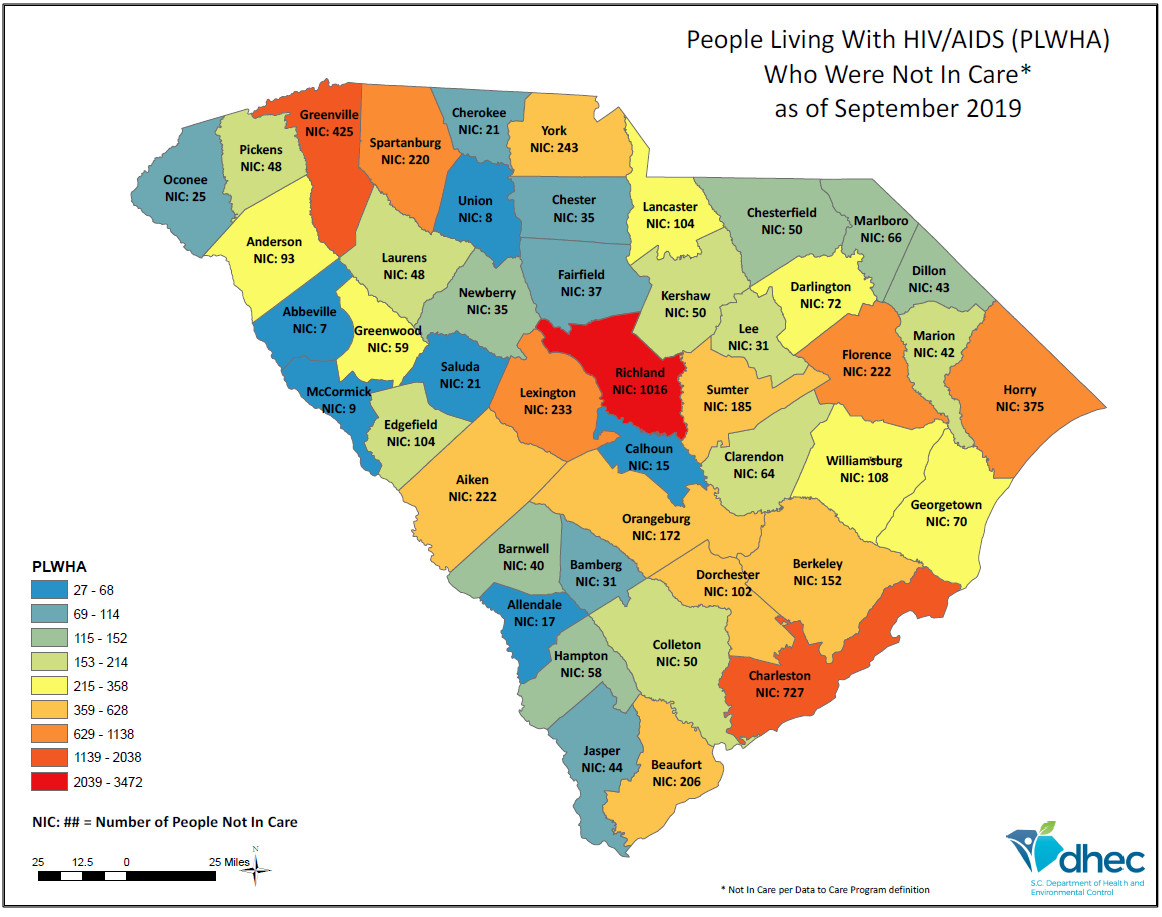 People Living With HIV/AIDS (PLWHA)
Who Were Not In Care*
as of September 2019
Greenville
NIC: 425
Cherokee
NIC: 21
York
NIC: 243
Spartanburg
NIC: 220
Pickens
NIC: 48
Oconee
NIC: 25
Union
NIC: 8
Chester
NIC: 35
Lancaster
NIC: 104
Chesterfield
NIC: 50
Marlboro
NIC: 66
Anderson
NIC: 93
Laurens
NIC: 48
Fairfield
NIC: 37
Dillon
NIC: 43
Newberry
NIC: 35
Kershaw
NIC: 50
Darlington
NIC: 72
Abbeville
NIC: 7
Greenwood
NIC: 59
Lee
NIC: 31
Marion
NIC: 42
Saluda
NIC: 21
Richland
NIC: 1016
Florence
NIC: 222
McCormick
NIC: 9
Lexington
NIC: 233
Sumter
NIC: 185
Horry
NIC: 375
Edgefield
NIC: 104
Calhoun
NIC: 15
Clarendon
NIC: 64
Williamsburg
NIC: 108
Aiken
NIC: 222
Georgetown
NIC: 70
Orangeburg
NIC: 172
Barnwell
NIC: 40
Bamberg
NIC: 31
Dorchester
NIC: 102
Berkeley
NIC: 152
Allendale
NIC: 17
Hampton
NIC: 58
Colleton
NIC: 50
Charleston
NIC: 727
Jasper
NIC: 44
Beaufort
NIC: 206
PLWHA
27 - 68
69 - 114
115 - 152
153 - 214
215 - 358
359 - 628
629 - 1138
1139 - 2038
2039 - 3472
NIC: ## = Number of People Not In Care
25 12.5 0 25 Miles
N
* Not In Care per Data to Care Program definition
dhec
S.C. Department of Health and
Environmental Control